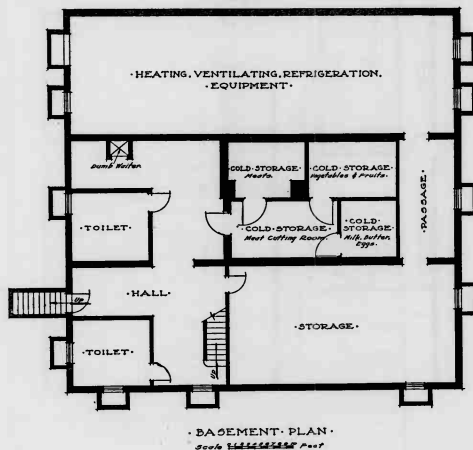 · HEATING, VENTILATING, REFRIGERATION,
· EQUIPMENT ·
Dumb Waiter
· COLD · STORAGE ·
Meats.
· COLD · STORAGE ·
Vegetables & Fruits.
· TOILET ·
· COLD · STORAGE ·
Meat Cutting Room.
· COLD ·
STORAGE ·
Milk, Butter,
Eggs.
· PASSAGE ·
Up
· HALL ·
· STORAGE ·
· TOILET ·
Up
· BASEMENT · PLAN ·
Scale
Feet